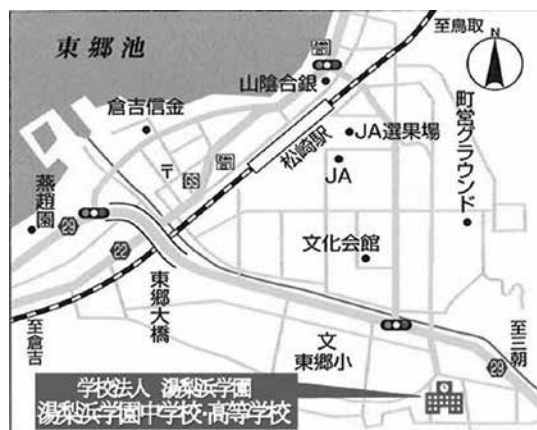 至鳥取
N
東郷池
山陰合銀
倉吉信金
町営グラウンド
JA選果場
松崎駅
〒
GS
JA
燕趙園
29
22
文化会館
東郷大橋
至倉吉
文
東郷小
至三朝
29
学校法人 湯梨浜学園
湯梨浜学園中学校・高等学校